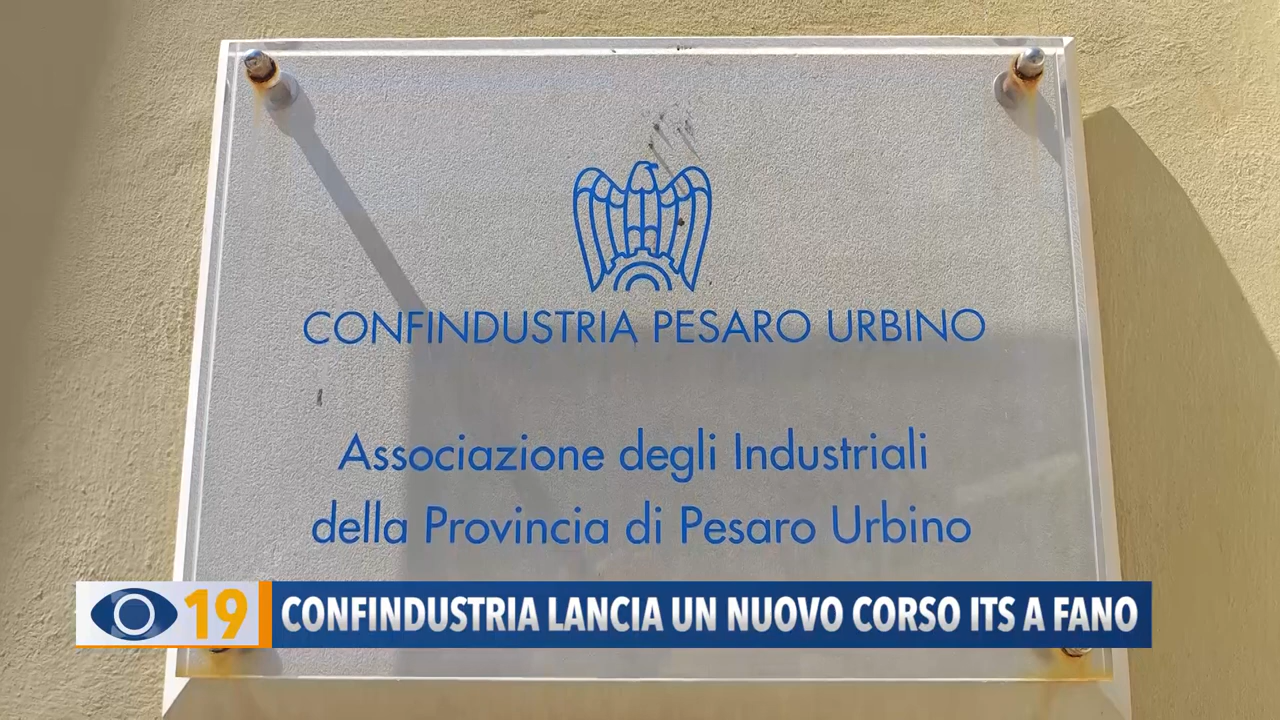 CONFINDUSTRIA PESARO URBINO
Associazione degli Industriali
della Provincia di Pesaro Urbino
19 CONFINDUSTRIA LANCIA UN NUOVO CORSO ITS A FANO